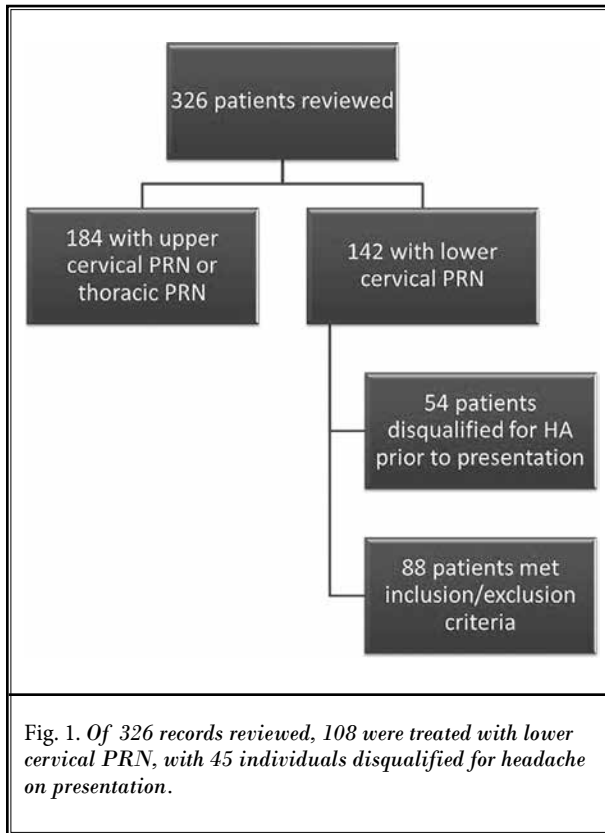 326 patients reviewed
184 with upper
cervical PRN or
thoracic PRN
142 with lower
cervical PRN
54 patients
disqualified for HA
prior to presentation
88 patients met
inclusion/exclusion
criteria
Fig. 1. Of 326 records reviewed, 108 were treated with lower
cervical PRN, with 45 individuals disqualified for headache
on presentation.